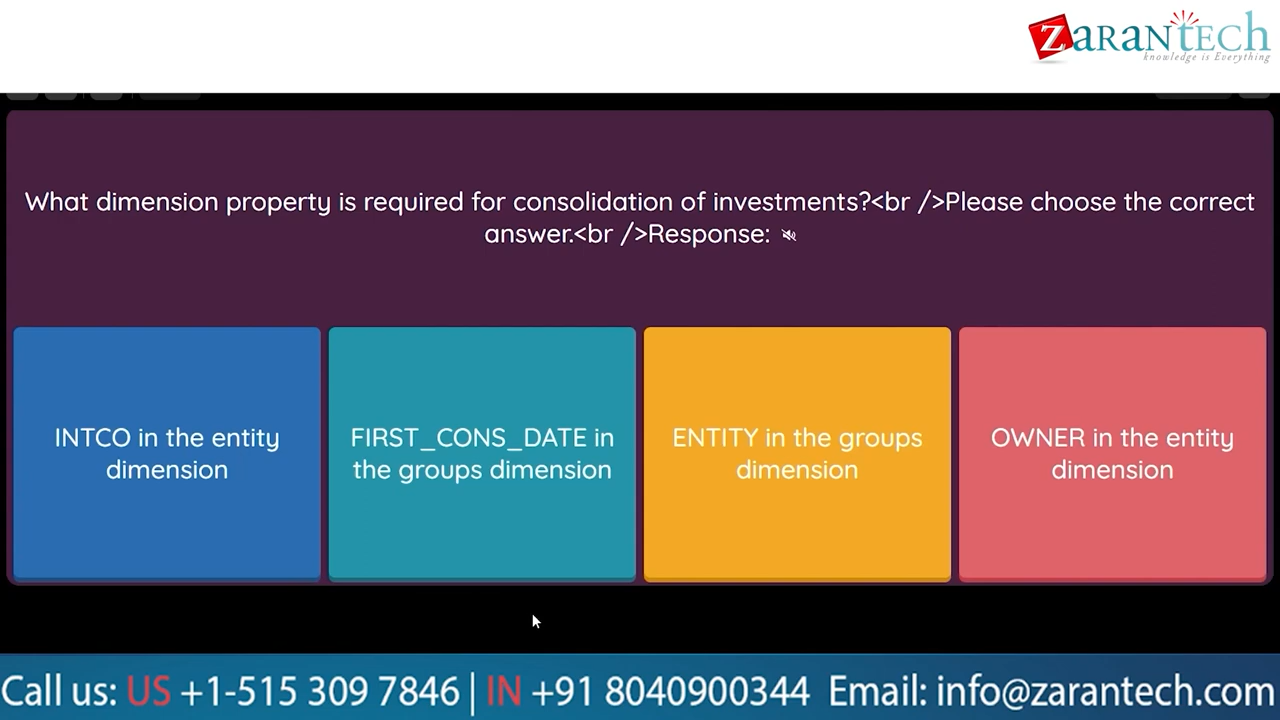 ZARANTECH
knowledge is Everything
What dimension property is required for consolidation of investments?<br />Please choose the correct
answer.<br />Response:
INTCO in the entity
dimension
FIRST_CONS_DATE in
the groups dimension
ENTITY in the groups
dimension
OWNER in the entity
dimension
Call us: US +1-515 309 7846 | IN +91 8040900344 Email: info@zarantech.com